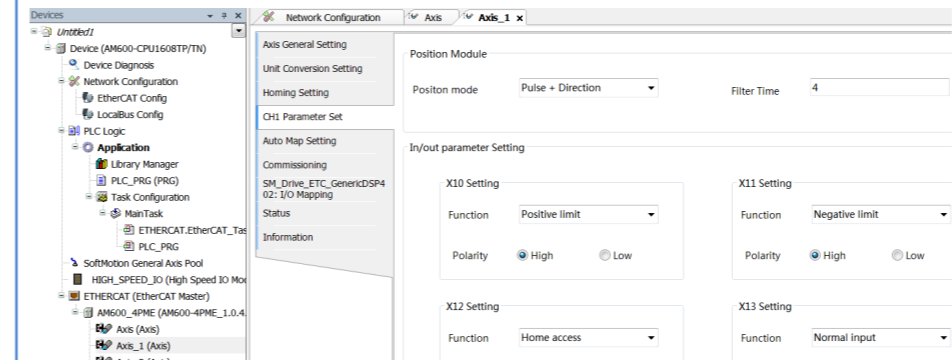 Devices
Untitled1
Device (AM600-CPU1608TP/TN)
Device Diagnosis
Network Configuration
EtherCAT Config
LocalBus Config
PLC Logic
Application
Library Manager
PLC_PRG (PRG)
Task Configuration
MainTask
ETHERCAT.EtherCAT_Tas
PLC_PRG
SoftMotion General Axis Pool
HIGH_SPEED_IO (High Speed IO Mo
ETHERCAT (EtherCAT Master)
AM600_4PME (AM600-4PME_1.0.4.
Axis (Axis)
Axis_1 (Axis)
Network Configuration
Axis
Axis_1 x
Axis General Setting
Unit Conversion Setting
Homing Setting
CH1 Parameter Set
Auto Map Setting
Commissioning
SM_Drive_ETC_GenericDSP4
02: I/O Mapping
Status
Information
Position Module
Positon mode Pulse + Direction Filter Time 4
In/out parameter Setting
X10 Setting X11 Setting
Function Positive limit Function Negative limit
Polarity High Low Polarity High Low
X12 Setting X13 Setting
Function Home access Function Normal input